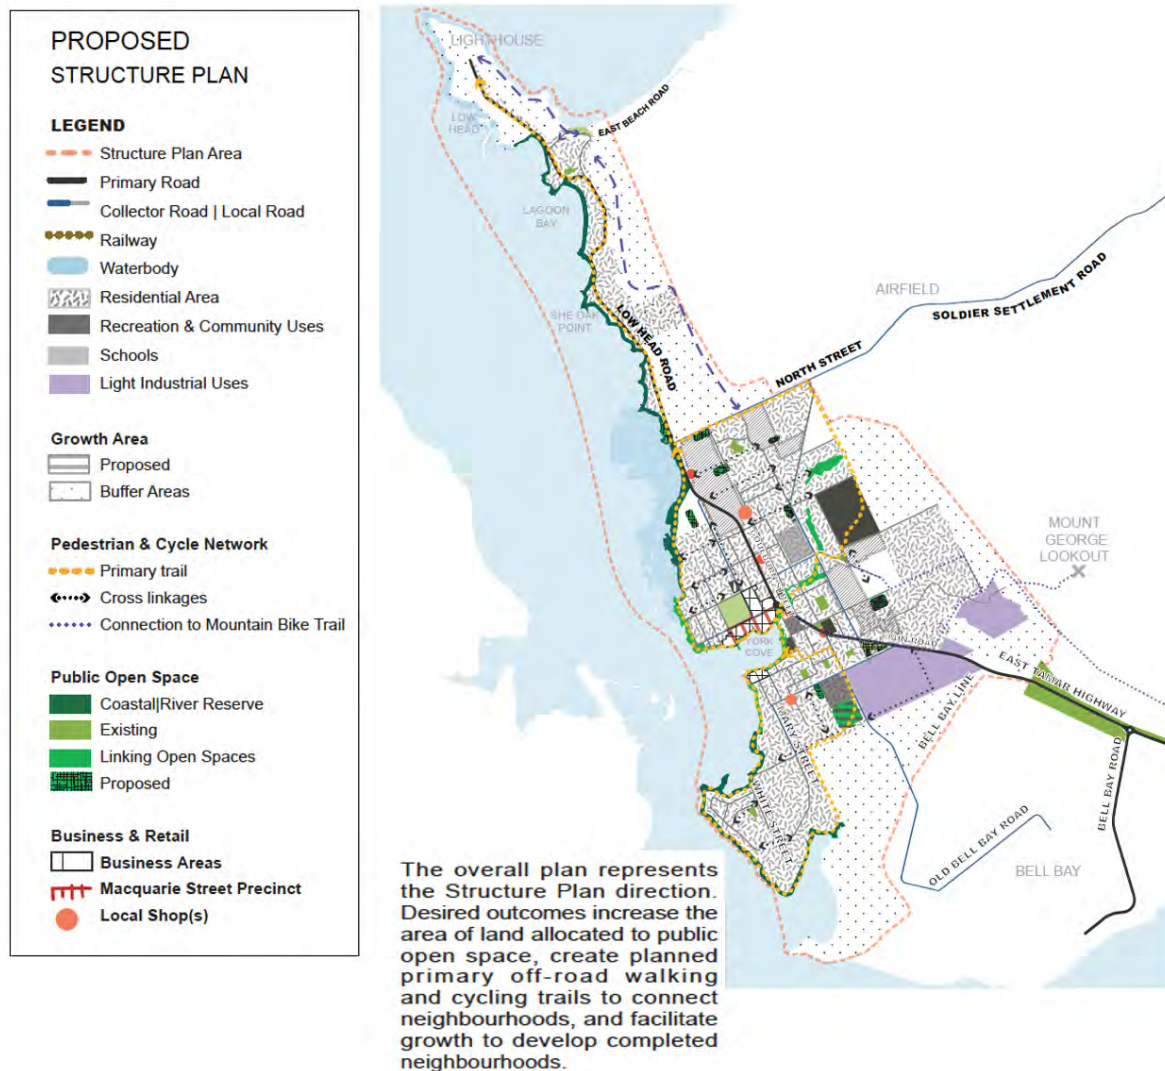 PROPOSED
STRUCTURE PLAN
LEGEND
Structure Plan Area
Primary Road
Collector Road | Local Road
Railway
Waterbody
Residential Area
Recreation & Community Uses
Schools
Light Industrial Uses
Growth Area
Proposed
Buffer Areas
Pedestrian & Cycle Network
Primary trail
Cross linkages
Connection to Mountain Bike Trail
Public Open Space
Coastal|River Reserve
Existing
Linking Open Spaces
Proposed
Business & Retail
Business Areas
Macquarie Street Precinct
Local Shop(s)
LIGHTHOUSE
LOW
HEAD
EAST BEACH ROAD
LAGOON
BAY
SHE OAK
POINT
LOW HEAD ROAD
AIRFIELD
SOLDIER SETTLEMENT ROAD
NORTH STREET
MOUNT
GEORGE
LOOKOUT
YORK
COVE
EAST TAMAR HIGHWAY
BELL BAY LINE
WHITE STREET
OLD BELL BAY ROAD
BELL BAY ROAD
BELL BAY
The overall plan represents
the Structure Plan direction.
Desired outcomes increase the
area of land allocated to public
open space, create planned
primary off-road walking
and cycling trails to connect
neighbourhoods, and facilitate
growth to develop completed
neighbourhoods.